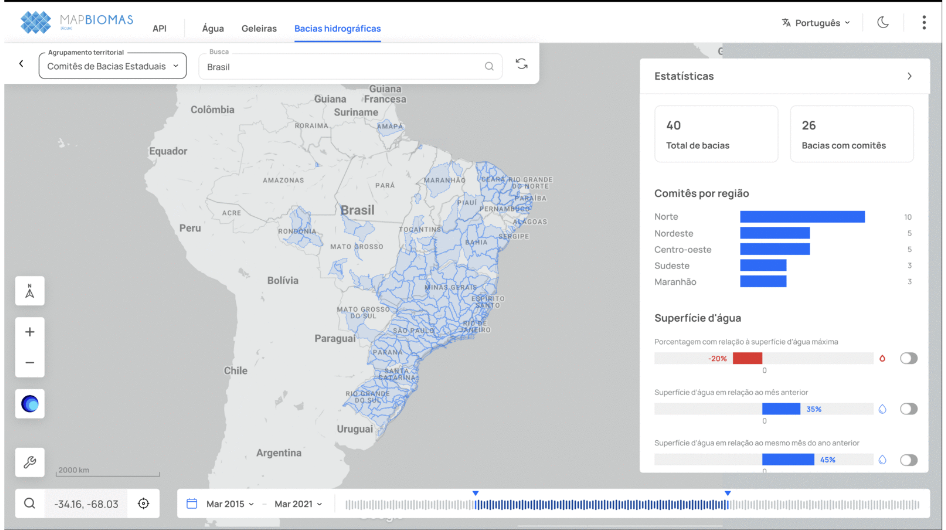 MAPBIOMAS
API
Água
Geleiras
Bacias hidrográficas
Português
Agrupamento territorial
Comitês de Bacias Estaduais
Busca
Brasil
Guiana
Colômbia
Guiana
Francesa
Suriname
RORAIMA
AMAPÁ
Equador
AMAZONAS
PARÁ
MARANHÃO
CEARÁ
RIO GRANDE
DO NORTE
PARAÍBA
PIAUÍ
PERNAMBUCO
ACRE
Brasil
ALAGOAS
Peru
RONDÔNIA
TOCANTINS
SERGIPE
MATO GROSSO
BAHIA
Bolívia
MINAS GERAIS
ESPÍRITO
SANTO
MATO GROSSO
DO SUL
SÃO PAULO
RIO DE
JANEIRO
Paraguai
PARANÁ
Chile
SANTA
CATARINA
RIO GRANDE
DO SUL
Uruguai
Argentina
N
A
+
−
2000 km
-34.16, -68.03
Mar 2015 – Mar 2021
Estatísticas
40
Total de bacias
26
Bacias com comitês
Comitês por região
Norte 10
Nordeste 5
Centro-oeste 5
Sudeste 3
Maranhão 3
Superfície d'água
Porcentagem com relação à superfície d'água máxima
-20%
0
Superfície d'água em relação ao mês anterior
35%
0
Superfície d'água em relação ao mesmo mês do ano anterior
45%